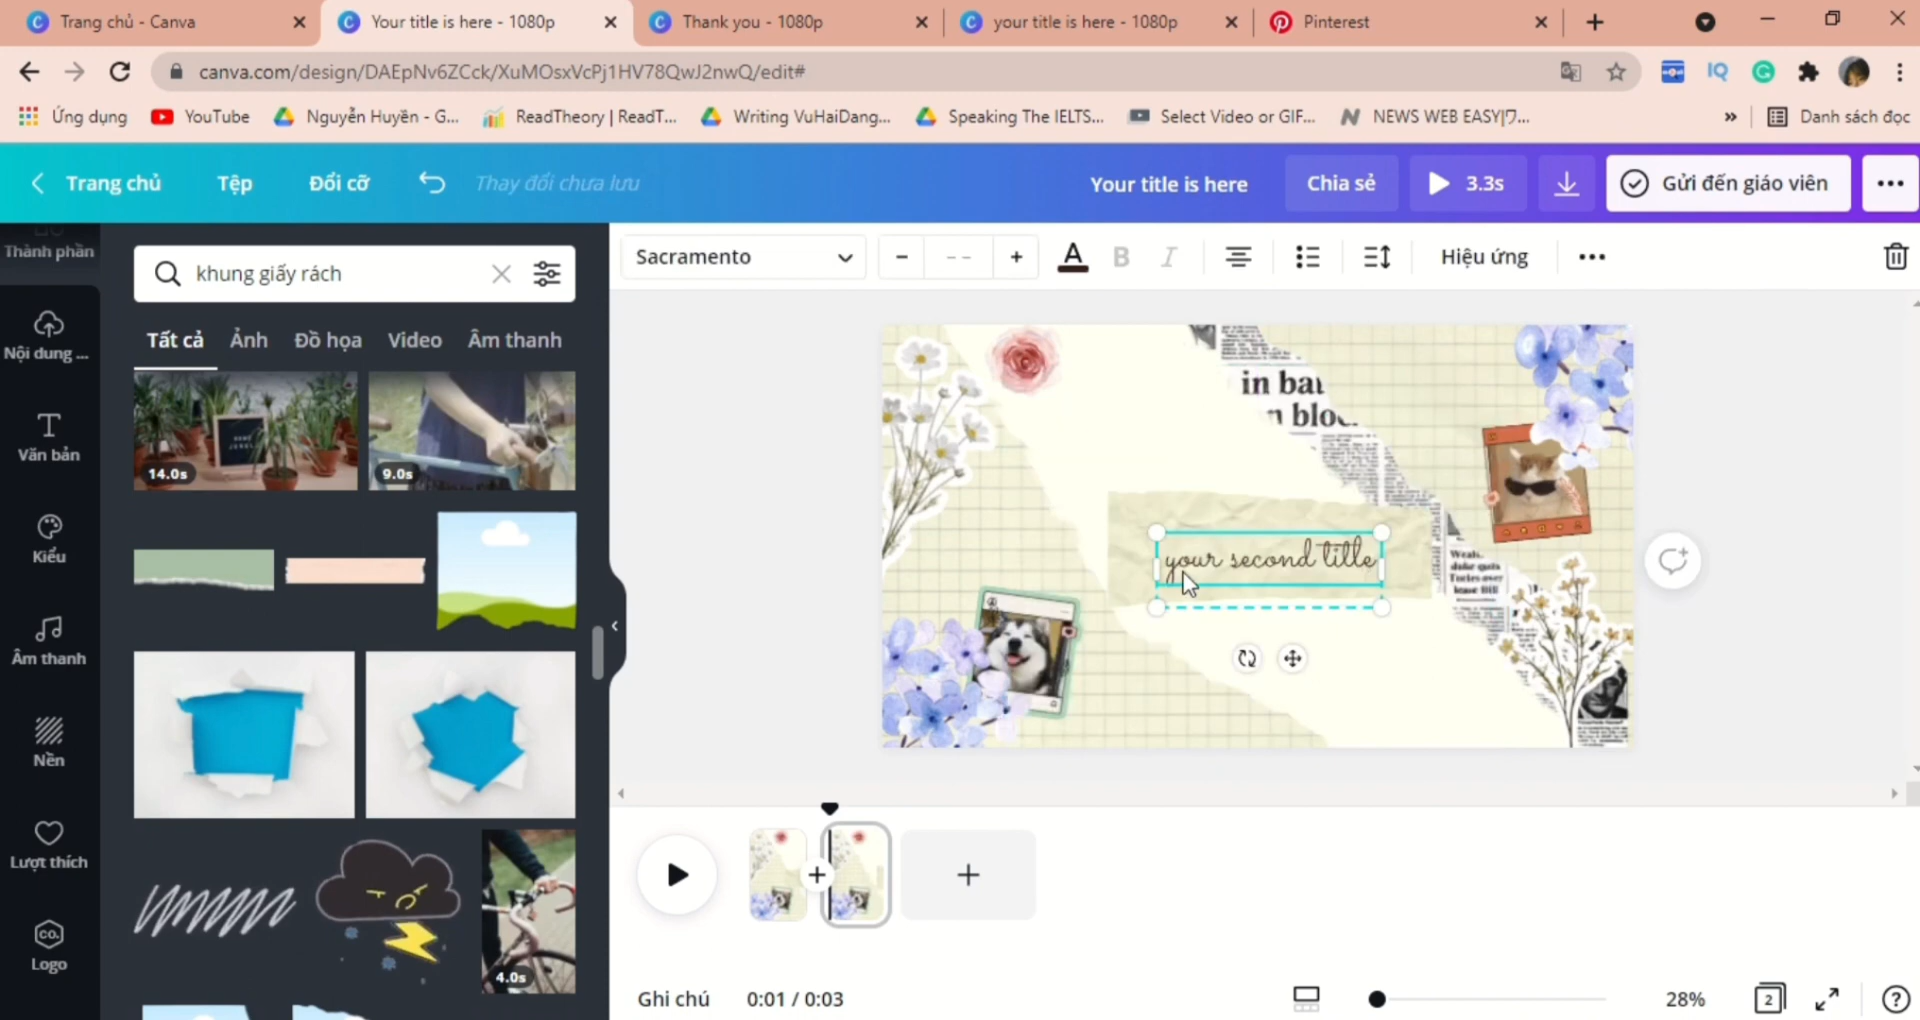 Trang chủ - Canva
Your title is here - 1080p
Thank you - 1080p
your title is here - 1080p
Pinterest
canva.com/design/DAEpNv6ZCck/XuMOsxVcPj1HV78QwJ2nwQ/edit#
Ứng dụng
YouTube
Nguyễn Huyền - G...
ReadTheory | ReadT...
Writing VuHaiDang...
Speaking The IELTS...
Select Video or GIF...
NEWS WEB EASY|ワ...
Danh sách đọc
Trang chủ
Tệp
Đổi cỡ
Thay đổi chưa lưu
Your title is here
Chia sẻ
3.3s
Gửi đến giáo viên
Thành phần
khung giấy rách
Sacramento
A
B
I
Hiệu ứng
Tất cả
Ảnh
Đồ họa
Video
Âm thanh
Nội dung ...
Văn bản
Kiểu
Âm thanh
Nền
Lượt thích
CO.
Logo
14.0s
9.0s
4.0s
in bar
n bloc
your second title
Ghi chú
0:01 / 0:03
28%
2